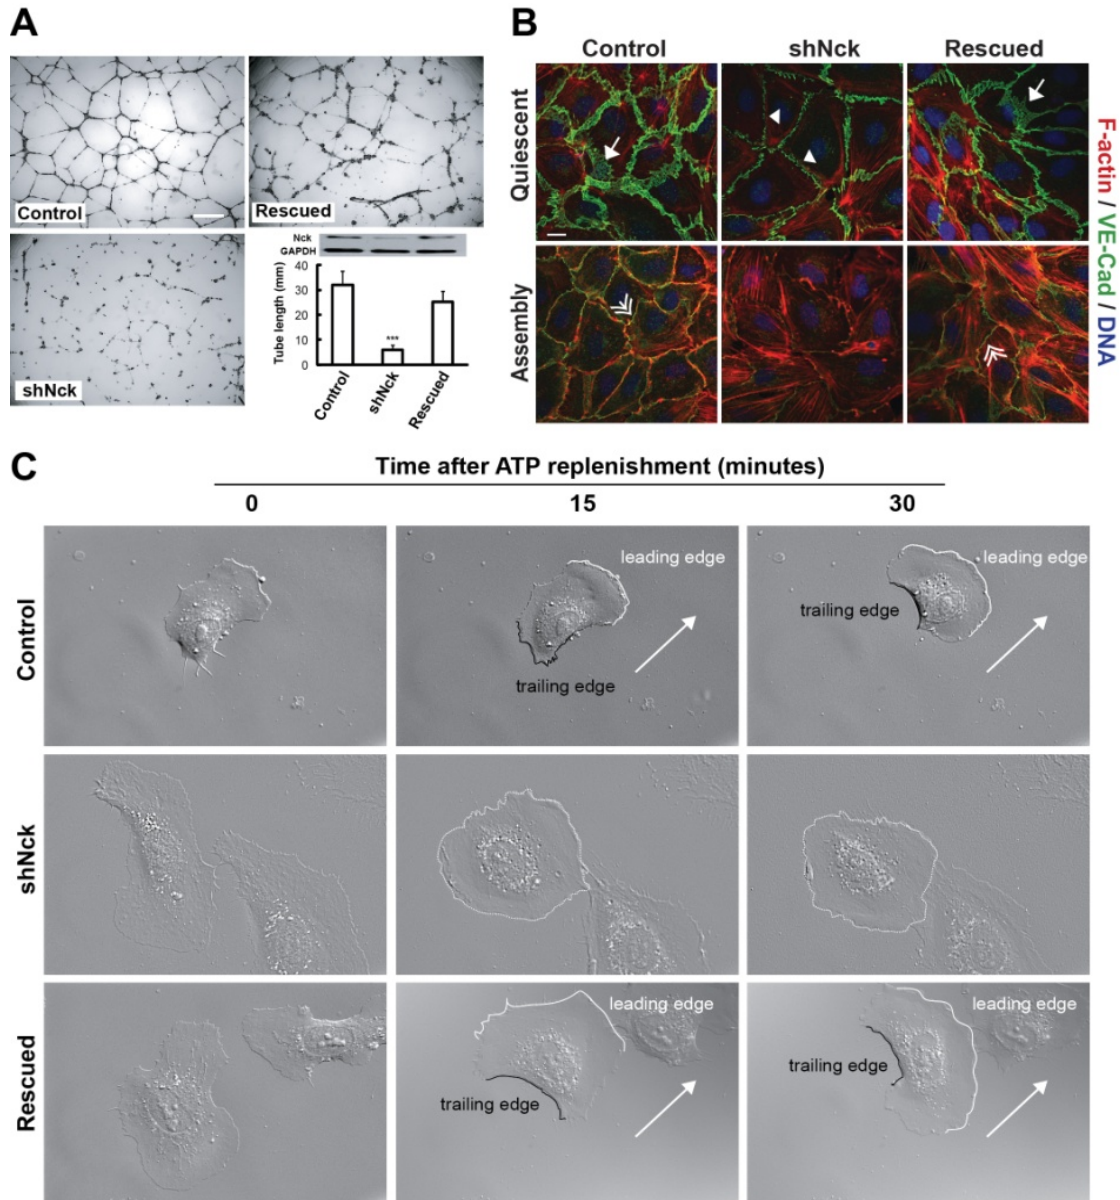 A
Control
Rescued
shNck
Nck
GAPDH
Tube length (mm)
40
30
20
10
0
***
Control
shNck
Rescued
B
Control shNck Rescued
Quiescent
Assembly
F-actin / VE-Cad / DNA
C
Time after ATP replenishment (minutes)
0 15 30
Control
leading edge
trailing edge
leading edge
trailing edge
shNck
Rescued
leading edge
trailing edge
leading edge
trailing edge